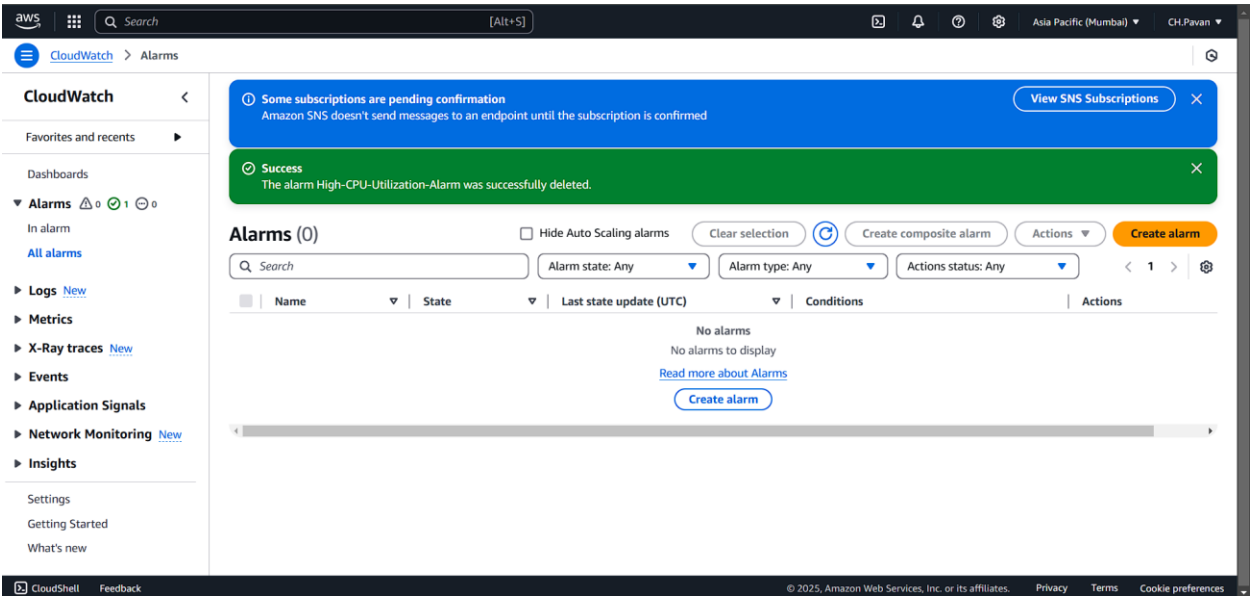 aws
Search [Alt+S]
Asia Pacific (Mumbai) CH.Pavan
CloudWatch > Alarms
CloudWatch
Favorites and recents
Dashboards
Alarms 0 1 0
In alarm
All alarms
Logs New
Metrics
X-Ray traces New
Events
Application Signals
Network Monitoring New
Insights
Settings
Getting Started
What's new
Some subscriptions are pending confirmation
Amazon SNS doesn't send messages to an endpoint until the subscription is confirmed
View SNS Subscriptions
Success
The alarm High-CPU-Utilization-Alarm was successfully deleted.
Alarms (0)
Hide Auto Scaling alarms
Clear selection
Create composite alarm
Actions
Create alarm
Search
Alarm state: Any
Alarm type: Any
Actions status: Any
1
Name State Last state update (UTC) Conditions Actions
No alarms
No alarms to display
Read more about Alarms
Create alarm
CloudShell Feedback
© 2025, Amazon Web Services, Inc. or its affiliates. Privacy Terms Cookie preferences